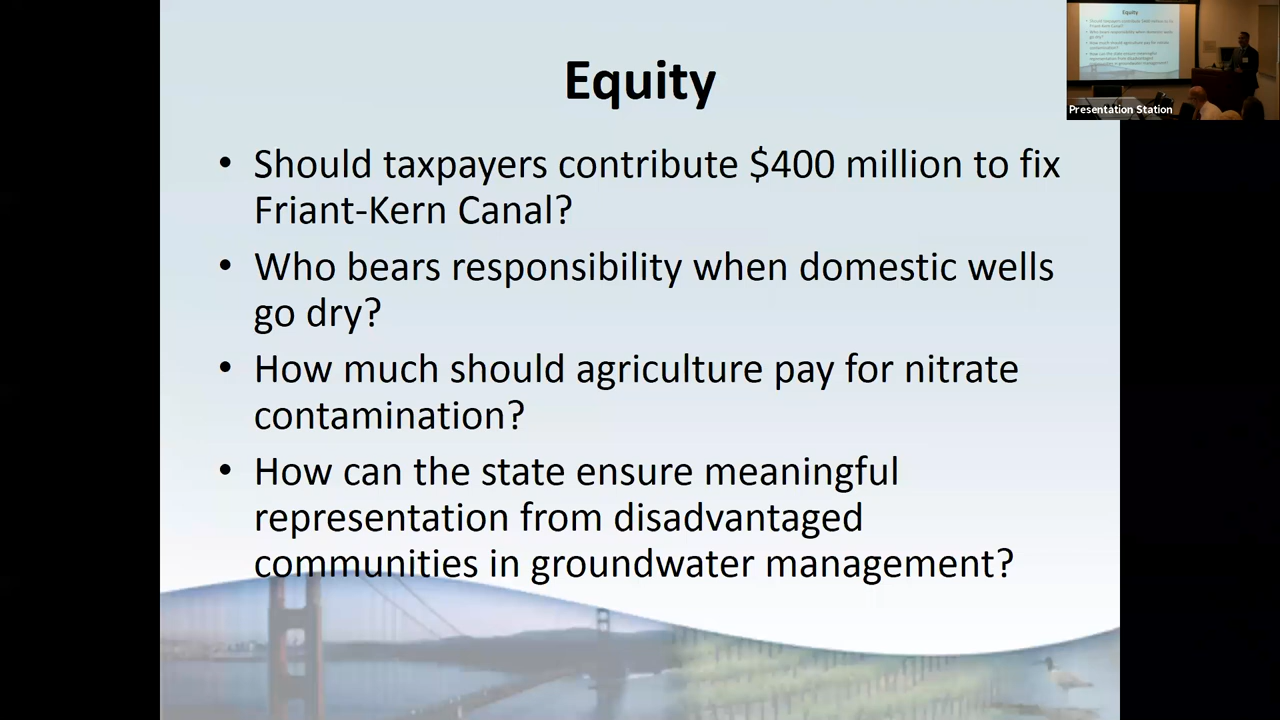 Equity
• Should taxpayers contribute $400 million to fix
Friant-Kern Canal?
• Who bears responsibility when domestic wells
go dry?
• How much should agriculture pay for nitrate
contamination?
• How can the state ensure meaningful
representation from disadvantaged
communities in groundwater management?
Equity
Presentation Station